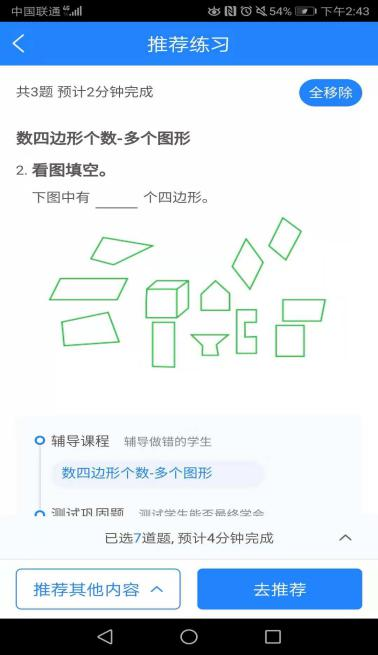 中国联通 4G 54% 下午2:43
推荐练习
共3题 预计2分钟完成
全移除
数四边形个数-多个图形
2. 看图填空。
下图中有 ______ 个四边形。
辅导课程 辅导做错的学生
数四边形个数-多个图形
测试巩固题 测试学生能否最终学会
已选7道题, 预计4分钟完成
推荐其他内容
去推荐